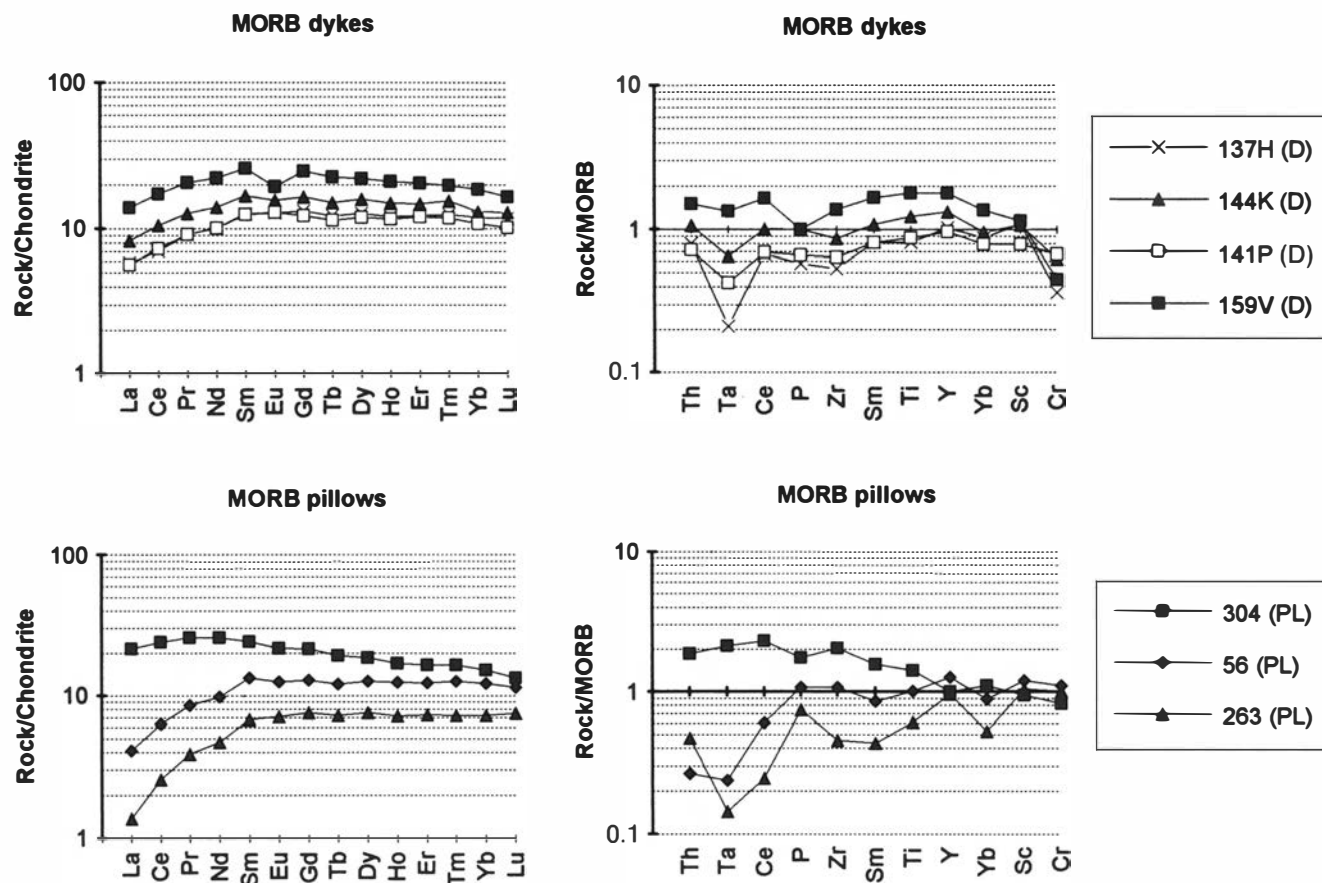 MORB dykes
MORB dykes
Rock/Chondrite
100
10
1
La Ce Pr Nd Sm Eu Gd Tb Dy Ho Er Tm Yb Lu
Rock/MORB
10
1
0.1
Th Ta Ce P Zr Sm Ti Y Yb Sc Cr
137H (D)
144K (D)
141P (D)
159V (D)
MORB pillows
MORB pillows
Rock/Chondrite
100
10
1
La Ce Pr Nd Sm Eu Gd Tb Dy Ho Er Tm Yb Lu
Rock/MORB
10
1
0.1
Th Ta Ce P Zr Sm Ti Y Yb Sc Cr
304 (PL)
56 (PL)
263 (PL)